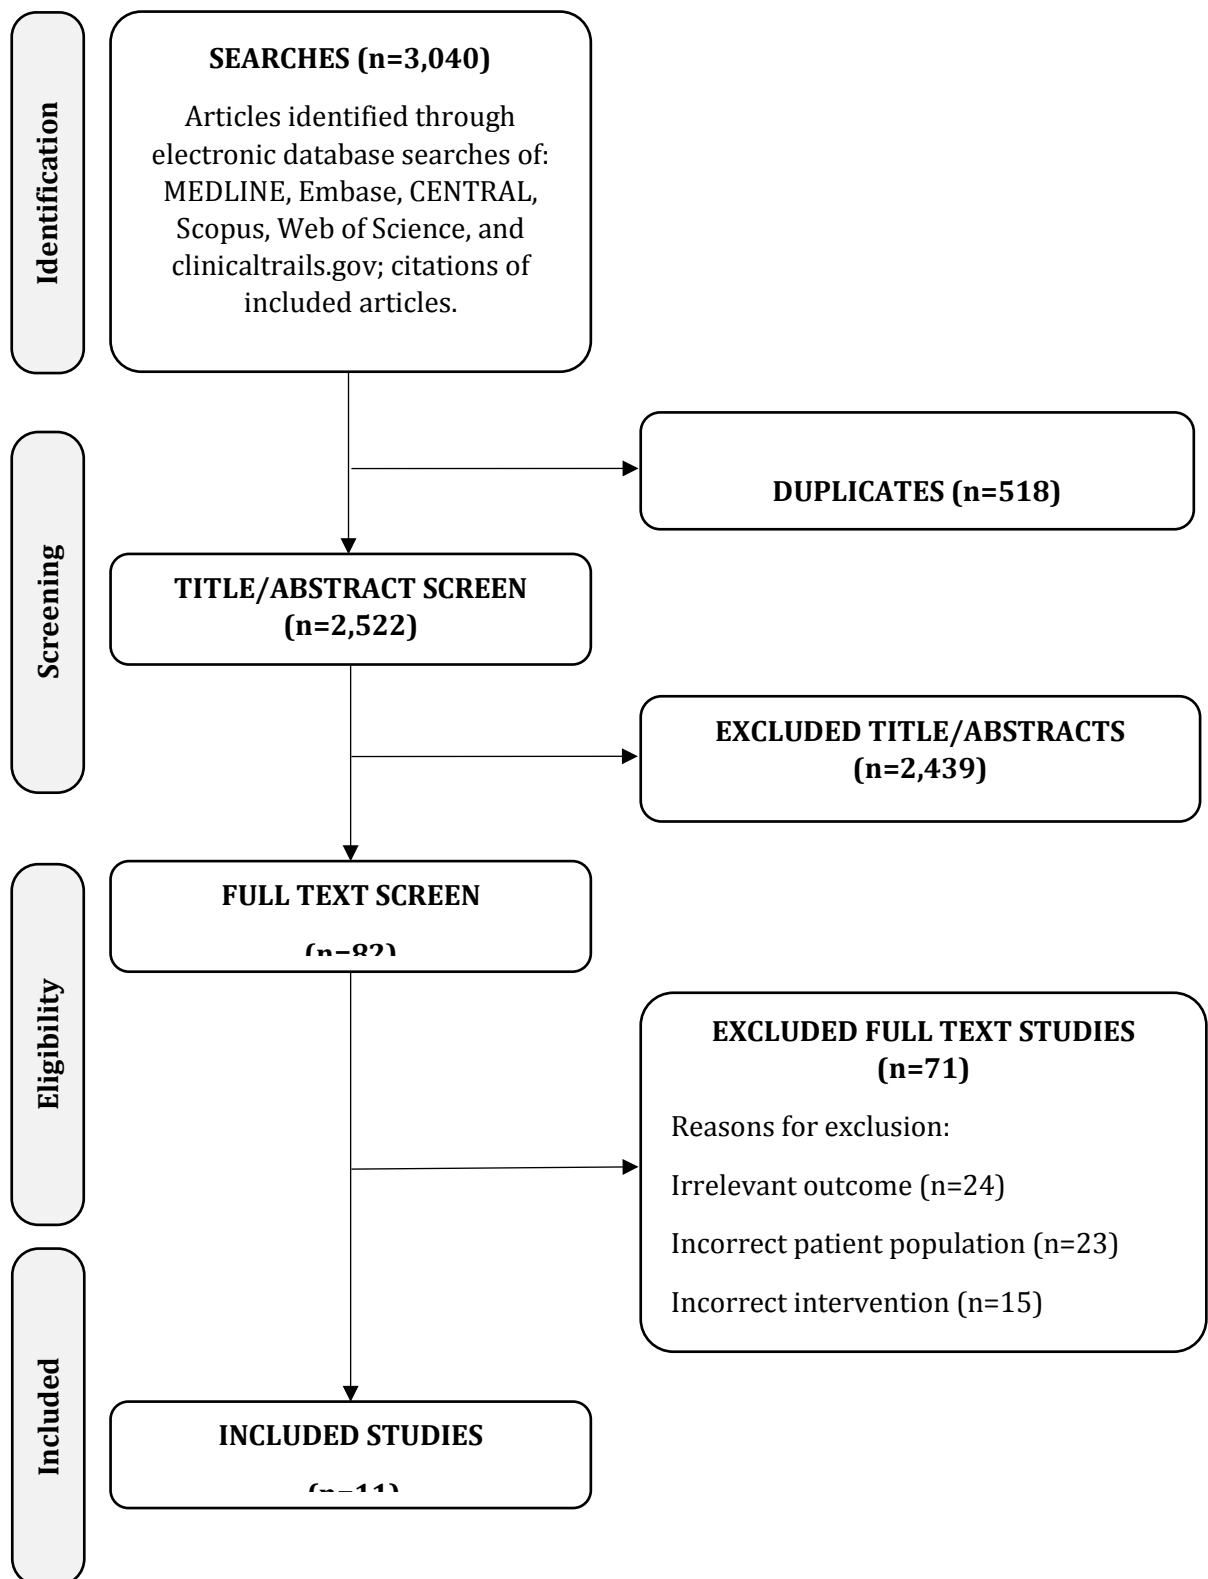 Identification
SEARCHES (n=3,040)
Articles identified through
electronic database searches of:
MEDLINE, Embase, CENTRAL,
Scopus, Web of Science, and
clinicaltrails.gov; citations of
included articles.
Screening
DUPLICATES (n=518)
TITLE/ABSTRACT SCREEN
(n=2,522)
EXCLUDED TITLE/ABSTRACTS
(n=2,439)
Eligibility
FULL TEXT SCREEN
(n=82)
EXCLUDED FULL TEXT STUDIES
(n=71)
Reasons for exclusion:
Irrelevant outcome (n=24)
Incorrect patient population (n=23)
Incorrect intervention (n=15)
Included
INCLUDED STUDIES
(n=11)